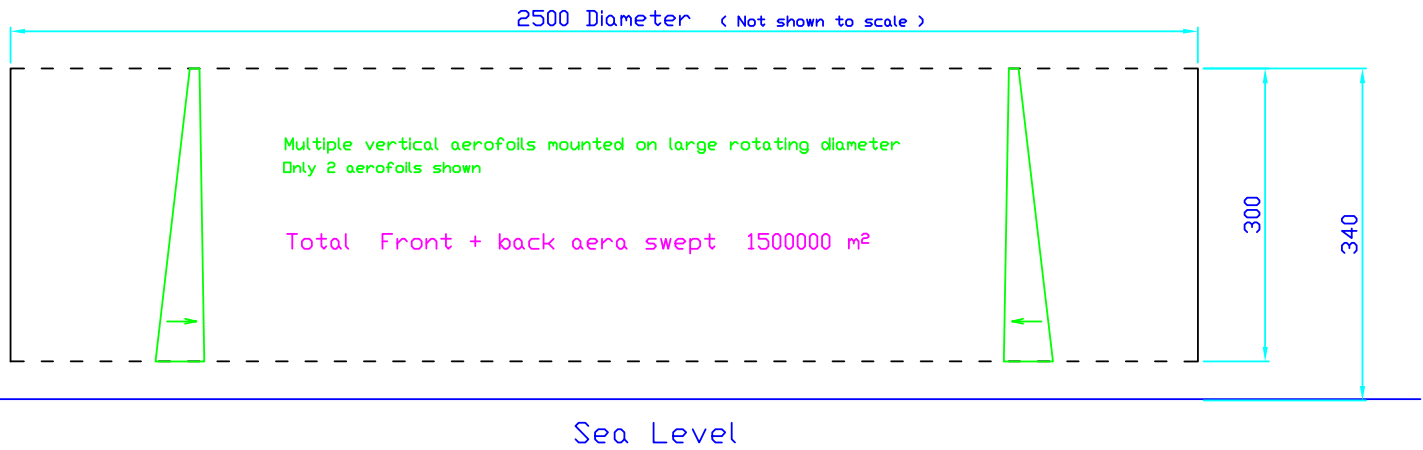 2500 Diameter ( Not shown to scale )
Multiple vertical aerofoils mounted on large rotating diameter
Only 2 aerofoils shown
Total Front + back aera swept 1500000 m²
300
340
Sea Level